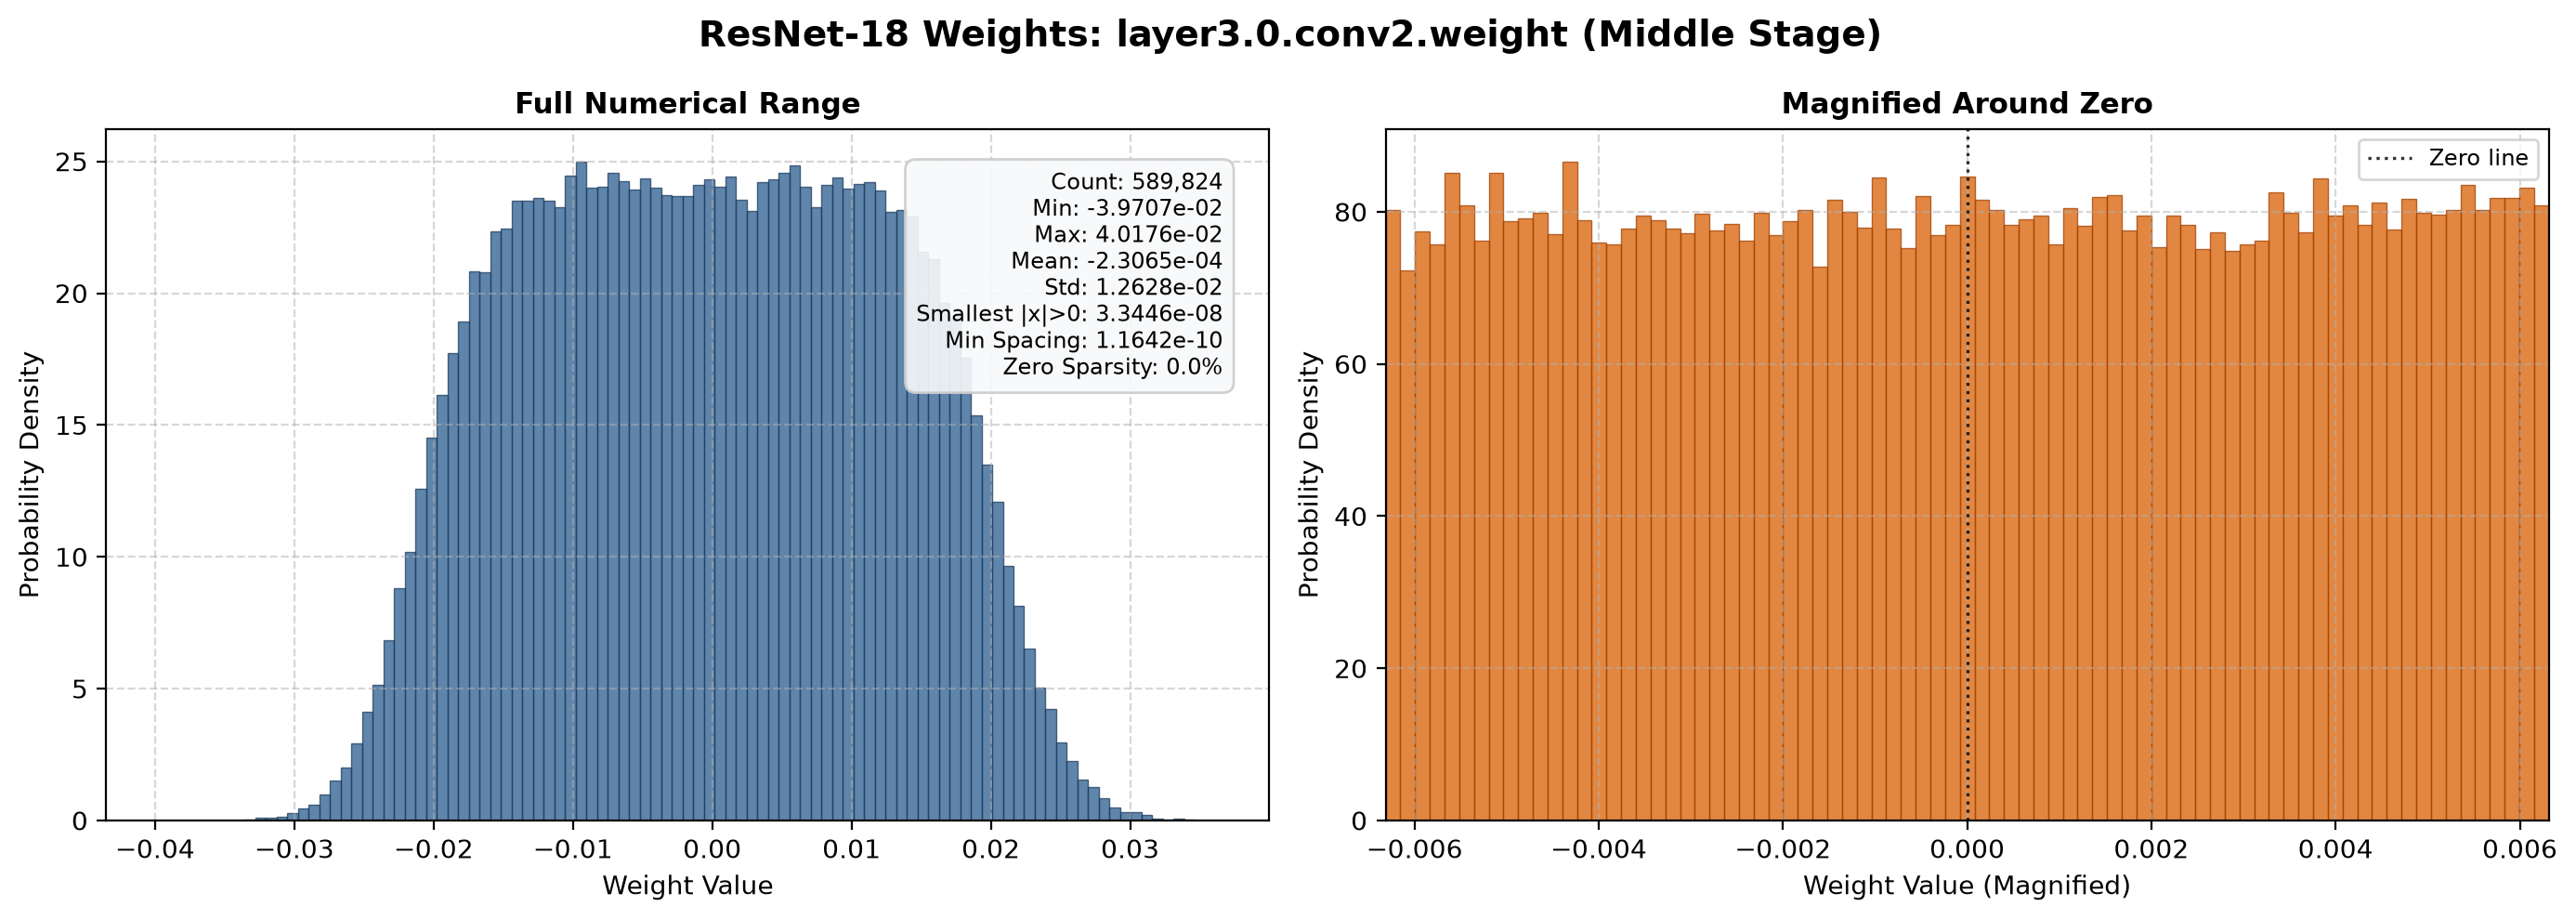 ResNet-18 Weights: layer3.0.conv2.weight (Middle Stage)
Full Numerical Range
Probability Density
25
20
15
10
5
0
Count: 589,824
Min: -3.9707e-02
Max: 4.0176e-02
Mean: -2.3065e-04
Std: 1.2628e-02
Smallest |x|>0: 3.3446e-08
Min Spacing: 1.1642e-10
Zero Sparsity: 0.0%
−0.04 −0.03 −0.02 −0.01 0.00 0.01 0.02 0.03
Weight Value
Magnified Around Zero
Probability Density
80
60
40
20
0
Zero line
−0.006 −0.004 −0.002 0.000 0.002 0.004 0.006
Weight Value (Magnified)